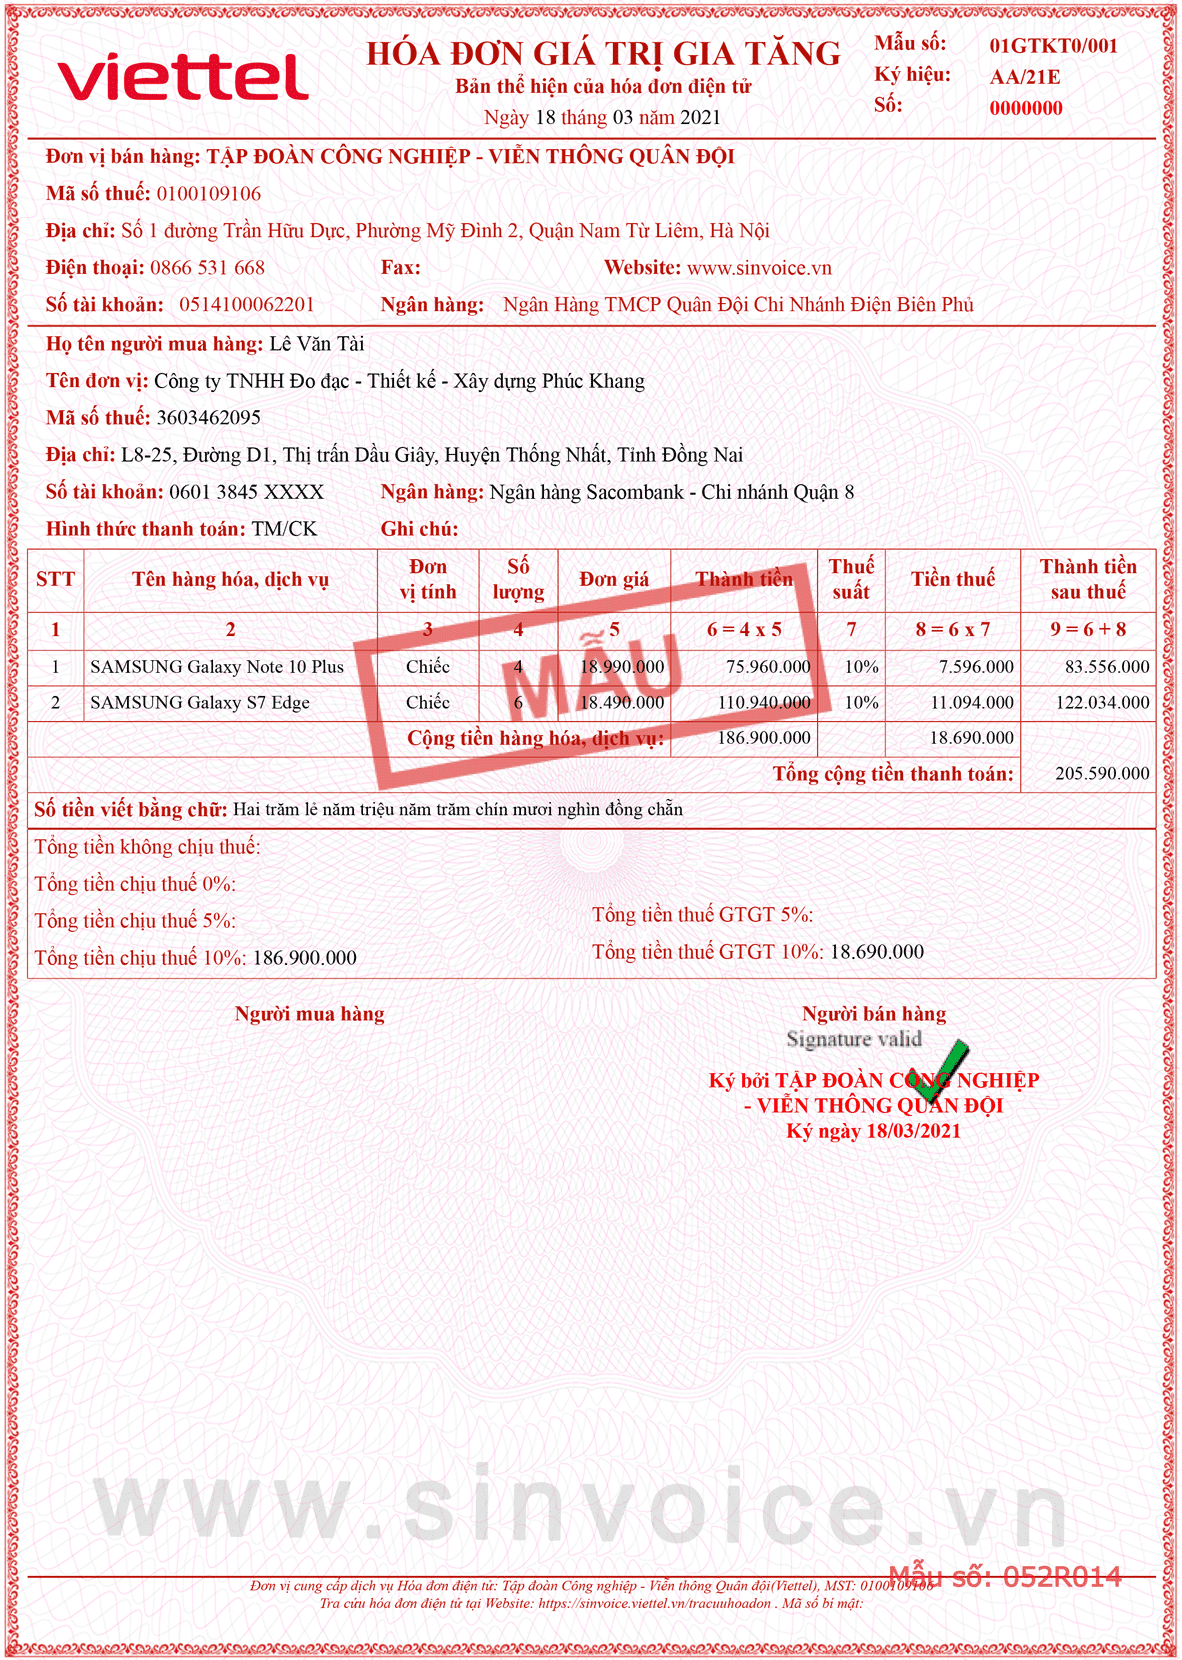 viettel
HÓA ĐƠN GIÁ TRỊ GIA TĂNG
Bản thể hiện của hóa đơn điện tử
Ngày 18 tháng 03 năm 2021
Mẫu số: 01GTKT0/001
Ký hiệu: AA/21E
Số: 0000000
Đơn vị bán hàng: TẬP ĐOÀN CÔNG NGHIỆP - VIỄN THÔNG QUÂN ĐỘI
Mã số thuế: 0100109106
Địa chỉ: Số 1 đường Trần Hữu Dực, Phường Mỹ Đình 2, Quận Nam Từ Liêm, Hà Nội
Điện thoại: 0866 531 668 Fax: Website: www.sinvoice.vn
Số tài khoản: 0514100062201 Ngân hàng: Ngân Hàng TMCP Quân Đội Chi Nhánh Điện Biên Phủ
Họ tên người mua hàng: Lê Văn Tài
Tên đơn vị: Công ty TNHH Đo đạc - Thiết kế - Xây dựng Phúc Khang
Mã số thuế: 3603462095
Địa chỉ: L8-25, Đường D1, Thị trấn Dầu Giây, Huyện Thống Nhất, Tỉnh Đồng Nai
Số tài khoản: 0601 3845 XXXX Ngân hàng: Ngân hàng Sacombank - Chi nhánh Quận 8
Hình thức thanh toán: TM/CK Ghi chú:
STT Tên hàng hóa, dịch vụ Đơn vị tính Số lượng Đơn giá Thành tiền Thuế suất Tiền thuế Thành tiền sau thuế
1 2 3 4 5 6 = 4 x 5 7 8 = 6 x 7 9 = 6 + 8
1 SAMSUNG Galaxy Note 10 Plus Chiếc 4 18.990.000 75.960.000 10% 7.596.000 83.556.000
2 SAMSUNG Galaxy S7 Edge Chiếc 6 18.490.000 110.940.000 10% 11.094.000 122.034.000
MẪU
Cộng tiền hàng hóa, dịch vụ: 186.900.000 18.690.000
Tổng cộng tiền thanh toán: 205.590.000
Số tiền viết bằng chữ: Hai trăm lẻ năm triệu năm trăm chín mươi nghìn đồng chẵn
Tổng tiền không chịu thuế:
Tổng tiền chịu thuế 0%:
Tổng tiền chịu thuế 5%: Tổng tiền thuế GTGT 5%:
Tổng tiền chịu thuế 10%: 186.900.000 Tổng tiền thuế GTGT 10%: 18.690.000
Người mua hàng Người bán hàng
Signature valid
Ký bởi TẬP ĐOÀN CÔNG NGHIỆP
- VIỄN THÔNG QUÂN ĐỘI
Ký ngày 18/03/2021
www.sinvoice.vn
Mẫu số: 052R014
Đơn vị cung cấp dịch vụ Hóa đơn điện tử: Tập đoàn Công nghiệp - Viễn thông Quân đội(Viettel), MST: 0100109106
Tra cứu hóa đơn điện tử tại Website: https://sinvoice.viettel.vn/tracuuhoadon . Mã số bí mật: